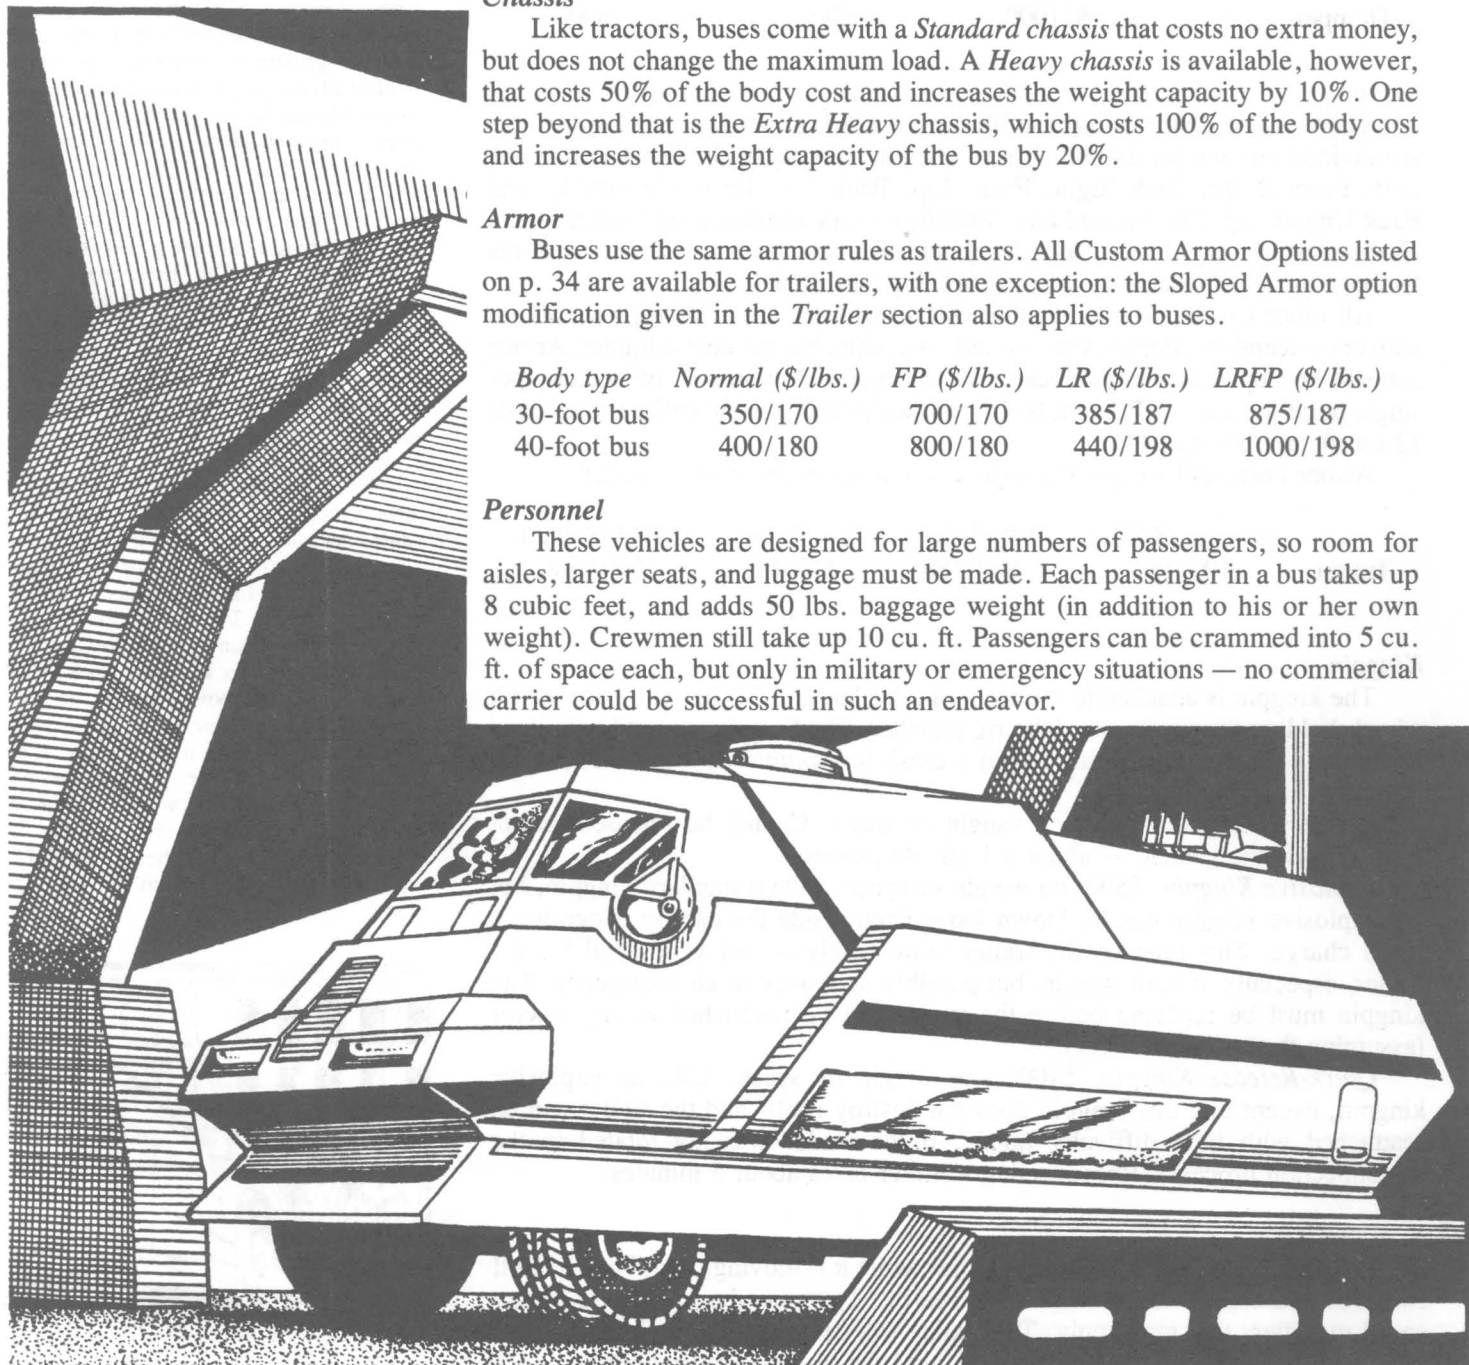 Chassis
Like tractors, buses come with a Standard chassis that costs no extra money,
but does not change the maximum load. A Heavy chassis is available, however,
that costs 50% of the body cost and increases the weight capacity by 10%. One
step beyond that is the Extra Heavy chassis, which costs 100% of the body cost
and increases the weight capacity of the bus by 20%.
Armor
Buses use the same armor rules as trailers. All Custom Armor Options listed
on p. 34 are available for trailers, with one exception: the Sloped Armor option
modification given in the Trailer section also applies to buses.
Body type Normal ($/lbs.) FP ($/lbs.) LR ($/lbs.) LRFP ($/lbs.)
30-foot bus 350/170 700/170 385/187 875/187
40-foot bus 400/180 800/180 440/198 1000/198
Personnel
These vehicles are designed for large numbers of passengers, so room for
aisles, larger seats, and luggage must be made. Each passenger in a bus takes up
8 cubic feet, and adds 50 lbs. baggage weight (in addition to his or her own
weight). Crewmen still take up 10 cu. ft. Passengers can be crammed into 5 cu.
ft. of space each, but only in military or emergency situations — no commercial
carrier could be successful in such an endeavor.